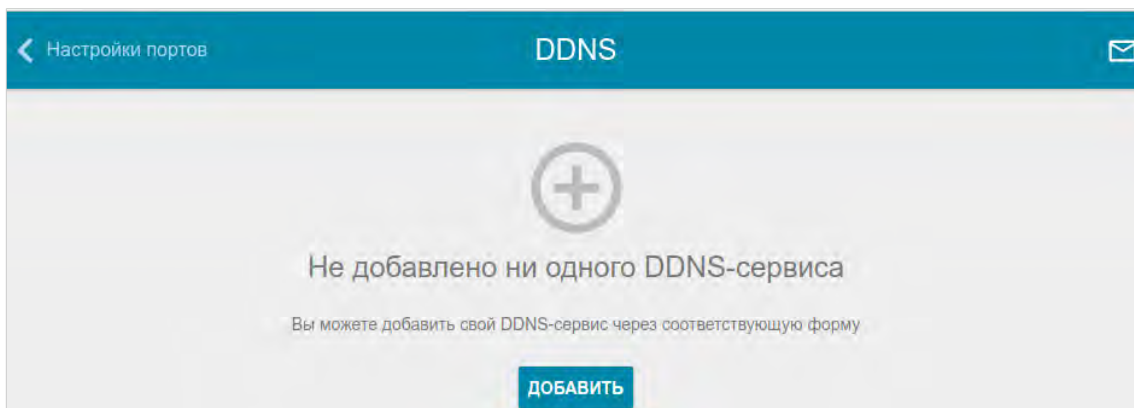 Настройки портов
DDNS
Не добавлено ни одного DDNS-сервиса
Вы можете добавить свой DDNS-сервис через соответствующую форму
ДОБАВИТЬ